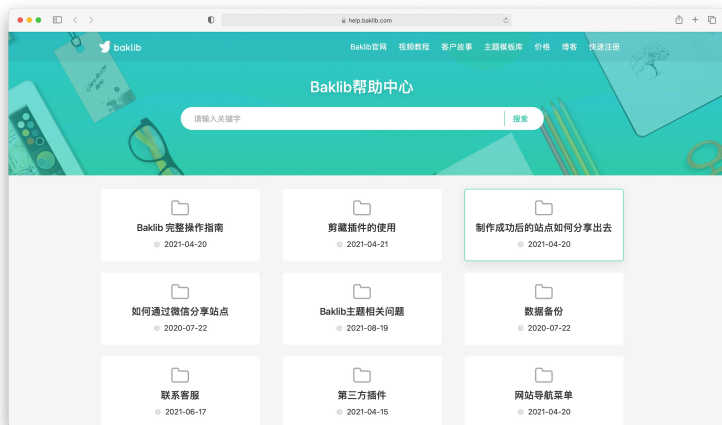 help.baklib.com
baklib
Baklib官网 视频教程 客户故事 主题模板库 价格 博客 快速注册
Baklib帮助中心
请输入关键字 搜索
Baklib 完整操作指南 剪藏插件的使用 制作成功后的站点如何分享出去
2021-04-20 2021-04-21 2021-04-20
如何通过微信分享站点 Baklib主题相关问题 数据备份
2020-07-22 2021-08-19 2020-07-22
联系客服 第三方插件 网站导航菜单
2021-06-17 2021-04-15 2021-04-20